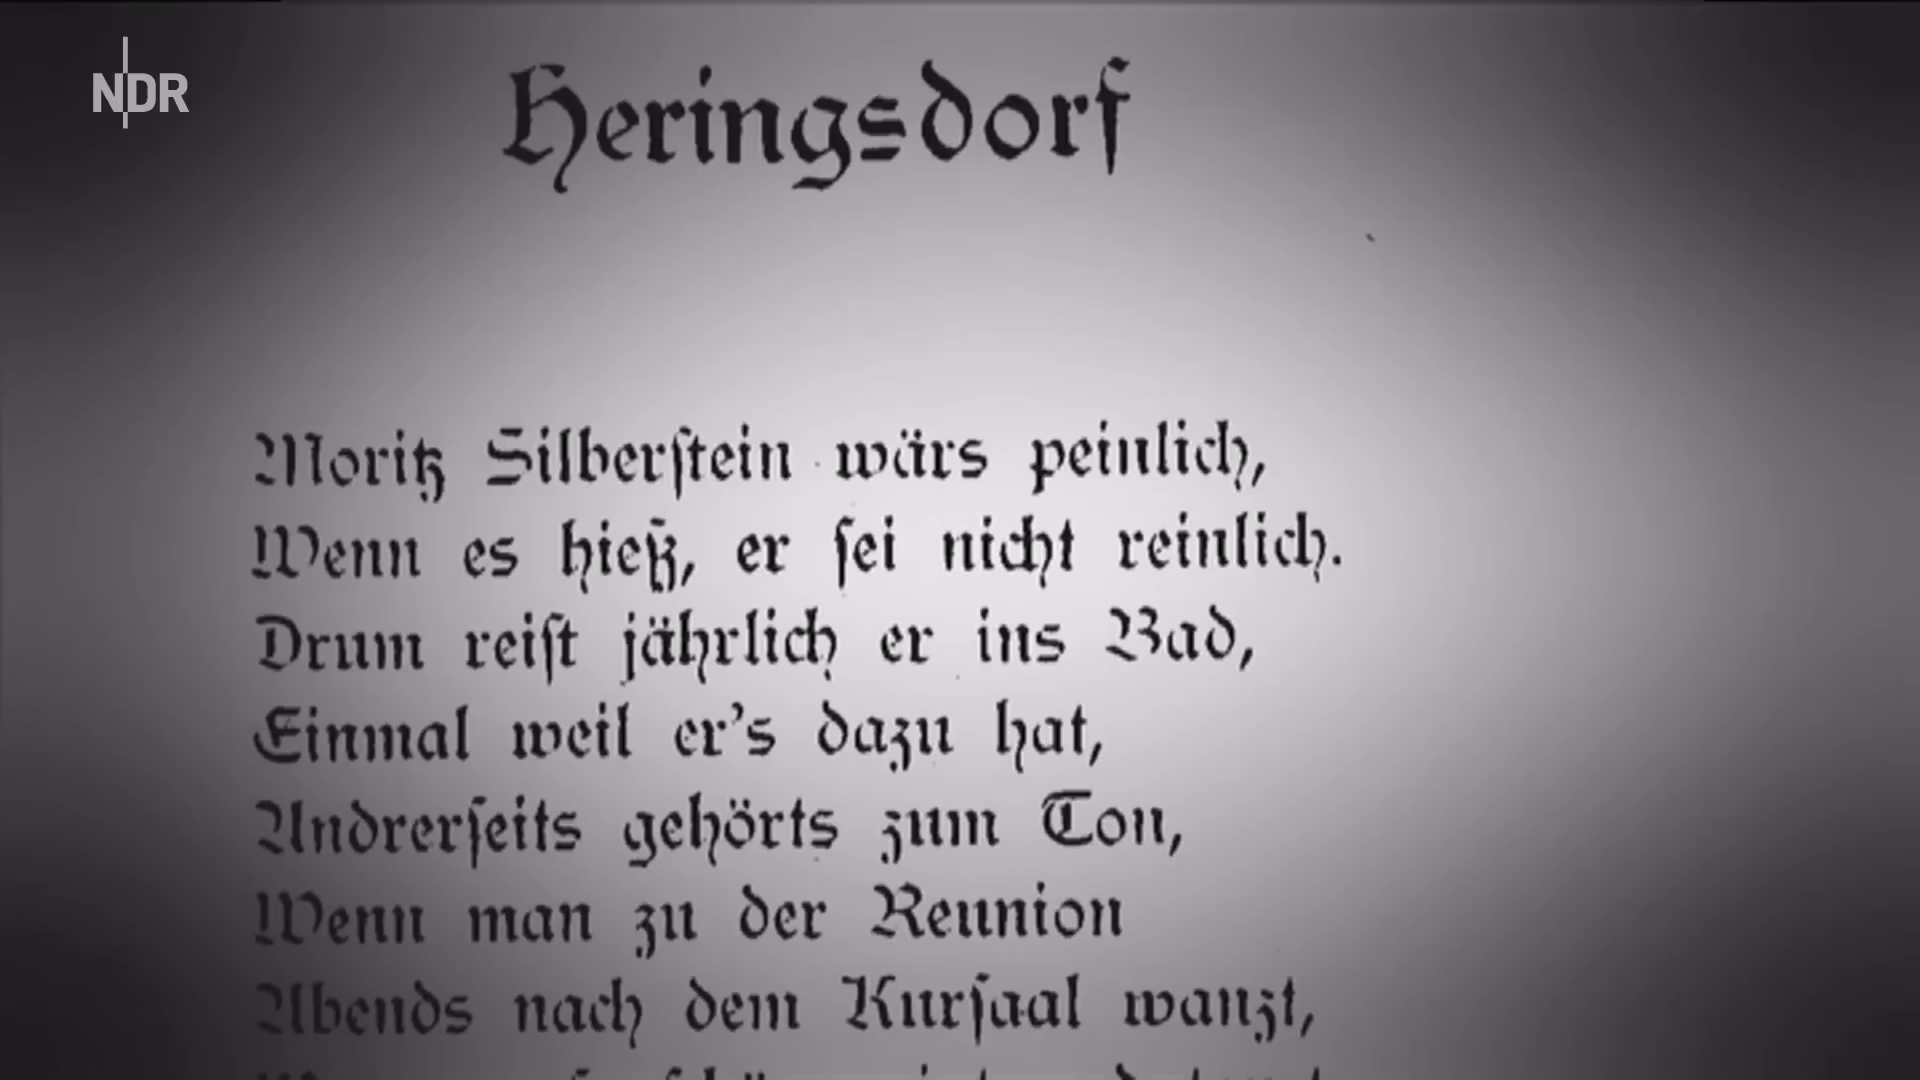 NDR
Heringsdorf
Moritz Silberſtein wärs peinlich,
Wenn es hieß, er ſei nicht reinlich.
Drum reiſt jährlich er ins Bad,
Einmal weil er's dazu hat,
Andrerſeits gehörts zum Ton,
Wenn man zu der Reunion
Abends nach dem Kurſaal wanzt,